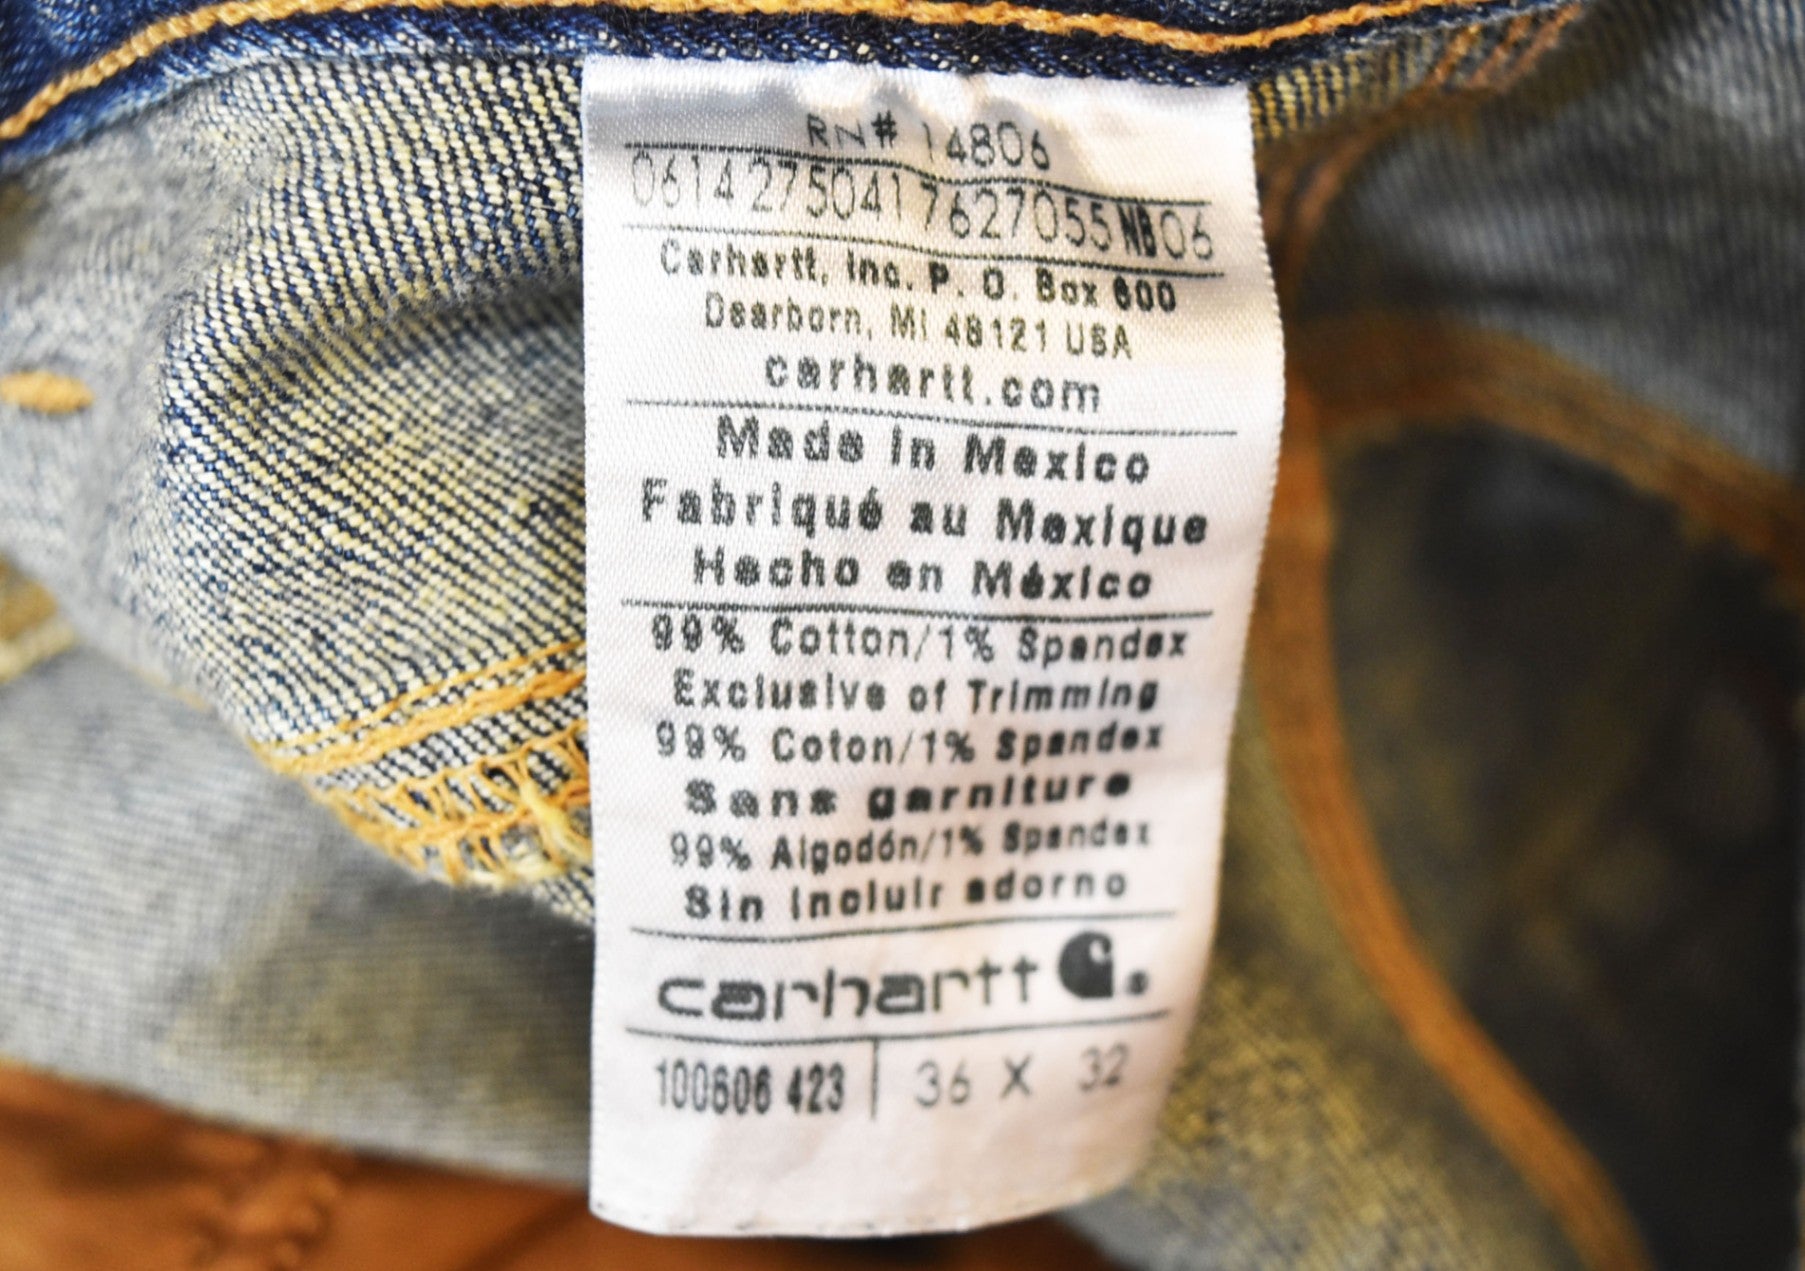 RN# 14806
06142750417627055NB06
Carhartt, Inc. P. O. Box 600
Dearborn, MI 48121 USA
carhartt.com
Made in Mexico
Fabriqué au Mexique
Hecho en México
99% Cotton/1% Spandex
Exclusive of Trimming
99% Coton/1% Spandex
Sans garniture
99% Algodón/1% Spandex
Sin incluir adorno
carhartt ®
100606 423 | 36 X 32